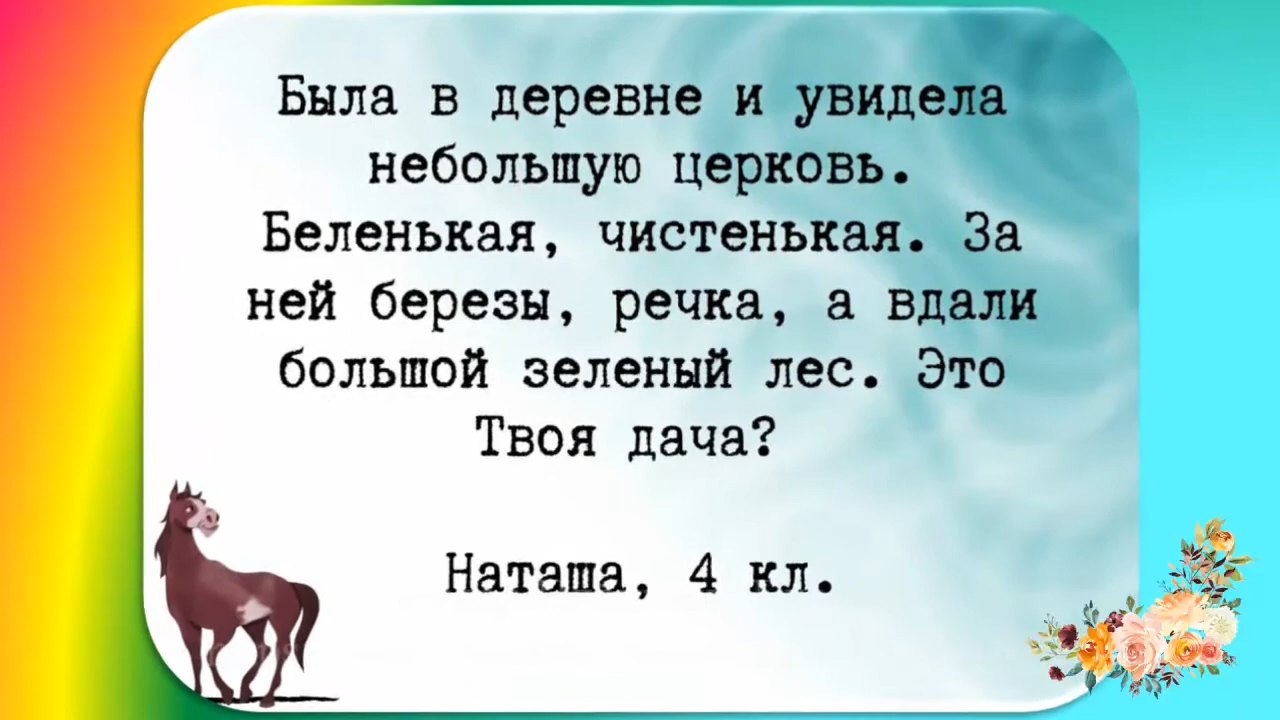 Была в деревне и увидела
небольшую церковь.
Беленькая, чистенькая. За
ней березы, речка, а вдали
большой зеленый лес. Это
Твоя дача?
Наташа, 4 кл.